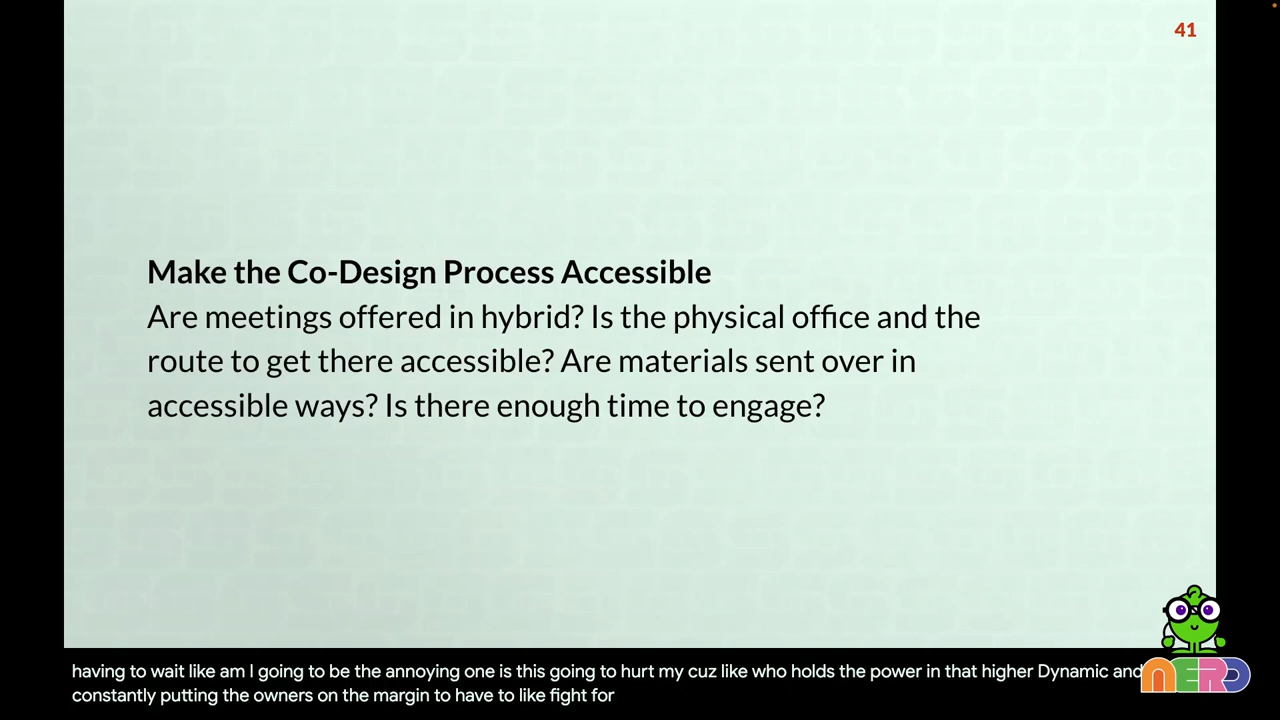 41
Make the Co-Design Process Accessible
Are meetings offered in hybrid? Is the physical office and the
route to get there accessible? Are materials sent over in
accessible ways? Is there enough time to engage?
having to wait like am I going to be the annoying one is this going to hurt my cuz like who holds the power in that higher Dynamic and
constantly putting the owners on the margin to have to like fight for
NERD